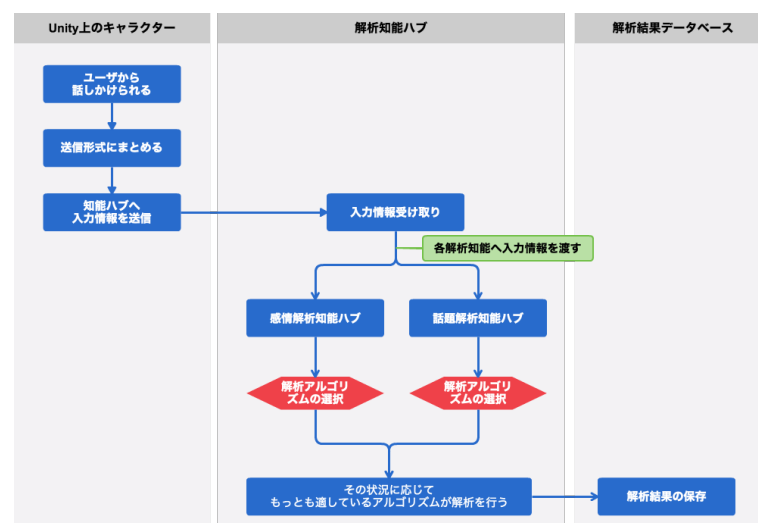 Unity上のキャラクター
解析知能ハブ
解析結果データベース
ユーザから
話しかけられる
送信形式にまとめる
知能ハブへ
入力情報を送信
入力情報受け取り
各解析知能へ入力情報を渡す
感情解析知能ハブ
話題解析知能ハブ
解析アルゴリ
ズムの選択
解析アルゴリ
ズムの選択
その状況に応じて
もっとも適しているアルゴリズムが解析を行う
解析結果の保存